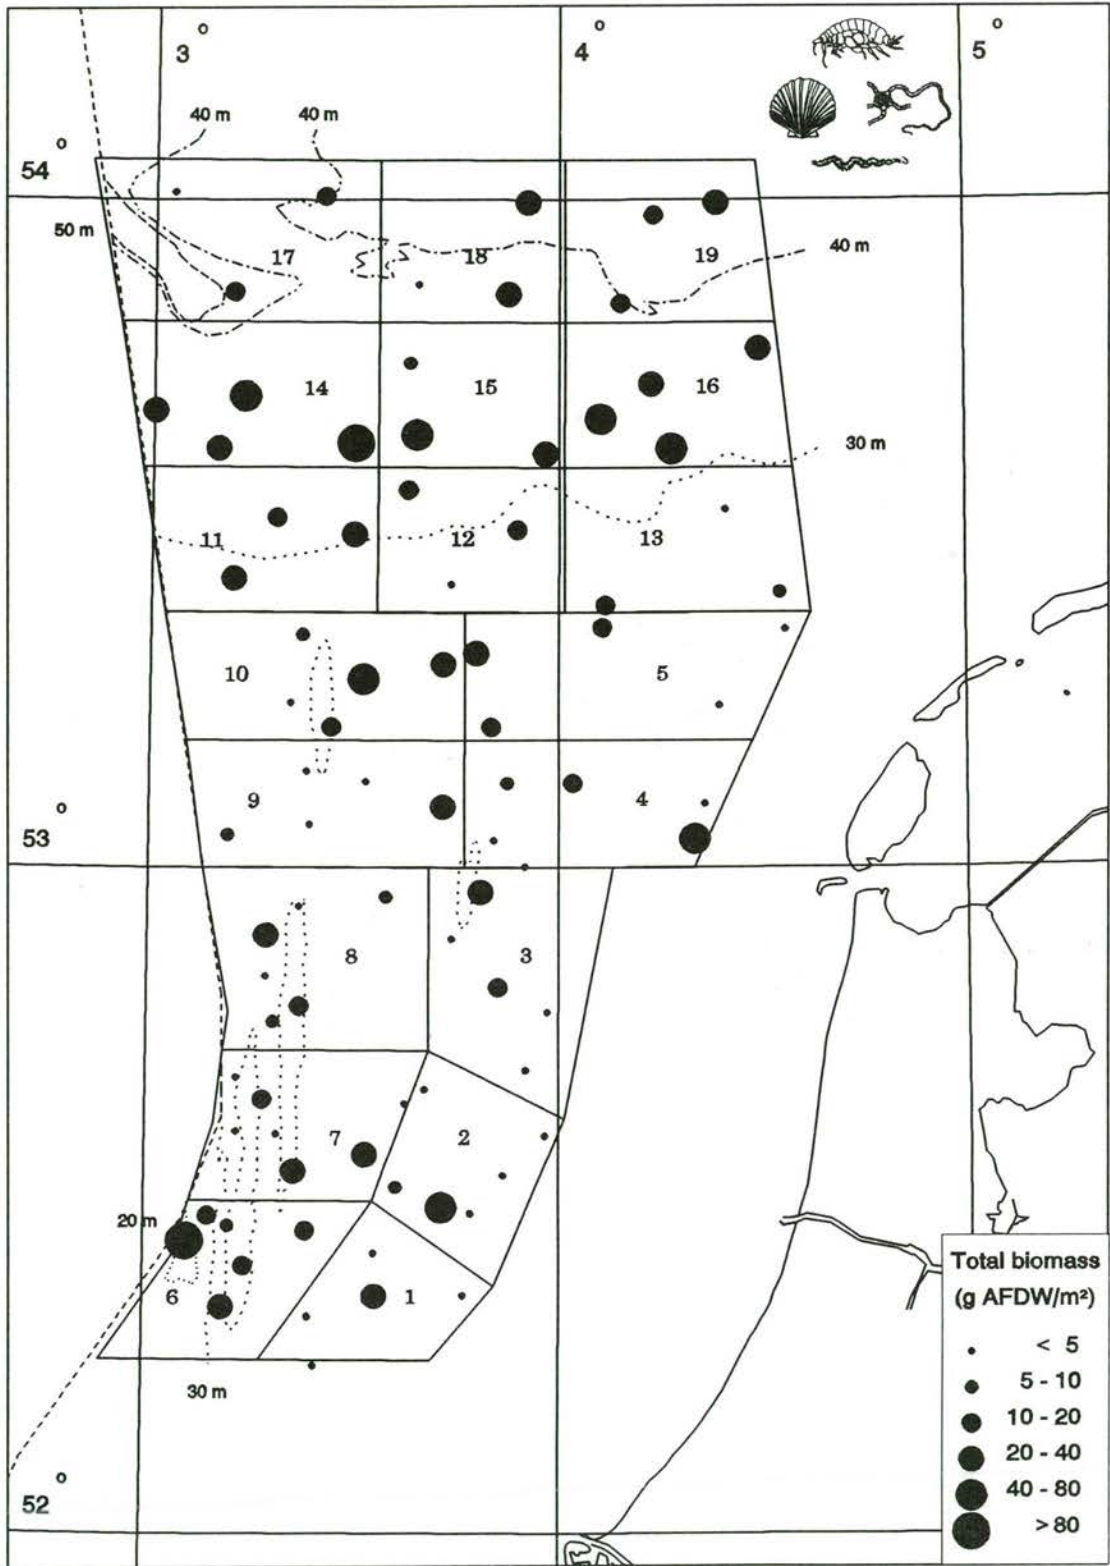 3 o
4 o
5 o
40 m
40 m
54 o
50 m
17
18
19
40 m
14
15
16
30 m
11
12
13
10
5
9
4
53 o
8
3
7
2
20 m
6
1
30 m
52 o
Total biomass
(g AFDW/m²)
< 5
5 - 10
10 - 20
20 - 40
40 - 80
> 80